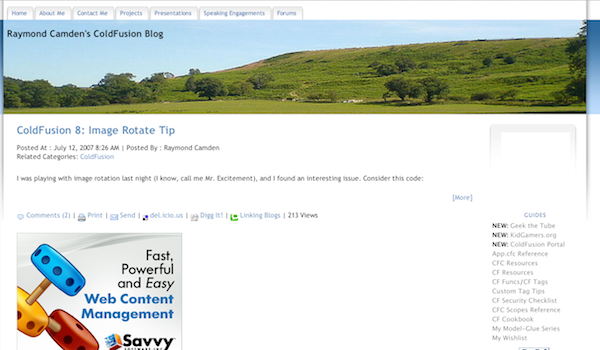 Home
About Me
Contact Me
Projects
Presentations
Speaking Engagements
Forums
Raymond Camden's ColdFusion Blog
ColdFusion 8: Image Rotate Tip
Posted At : July 12, 2007 8:26 AM | Posted By : Raymond Camden
Related Categories: ColdFusion
I was playing with image rotation last night (I know, call me Mr. Excitement), and I found an interesting issue. Consider this code:
[More]
Comments (2) | Print | Send | del.icio.us | Digg It! | Linking Blogs | 213 Views
Fast,
Powerful
and Easy
Web Content
Management
Savvy
GUIDES
NEW: Geek the Tube
NEW: KidGamers.org
NEW: ColdFusion Portal
App.cfc Reference
CFC Resources
CF Resources
CF Funcs/CF Tags
Custom Tag Tips
CF Security Checklist
CFC Scopes Reference
CF Cookbook
My Model-Glue Series
My Wishlist